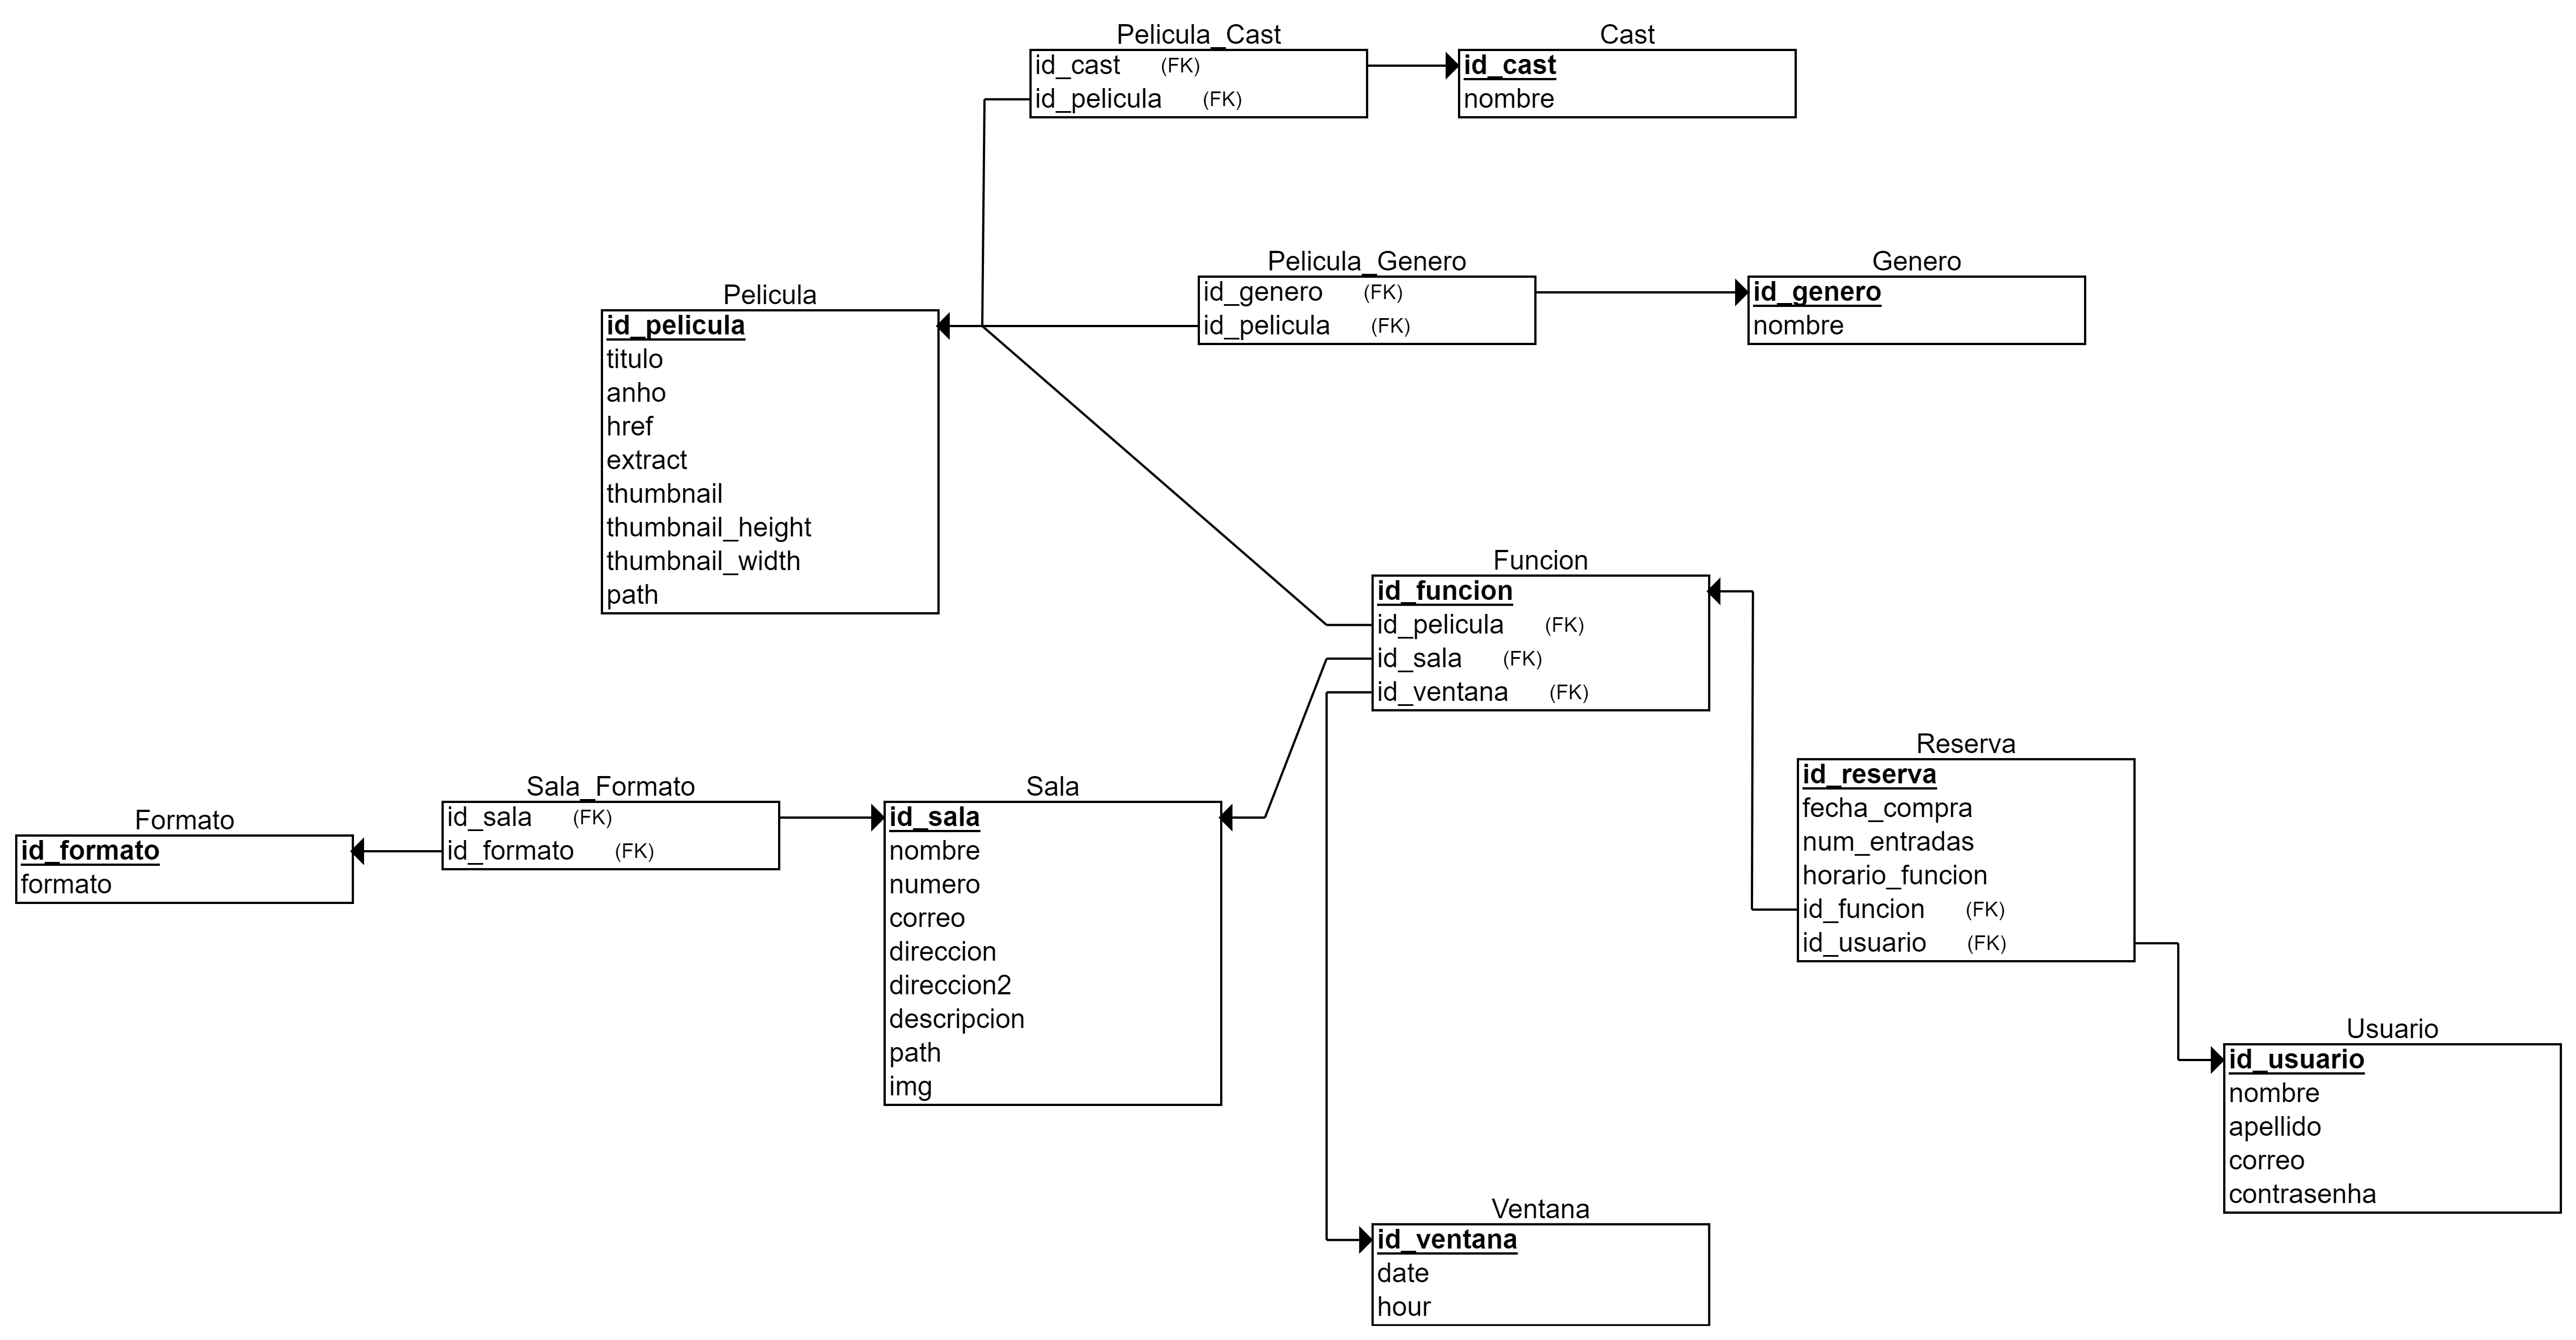 Pelicula_Cast
id_cast (FK)
id_pelicula (FK)
Cast
id_cast
nombre
Pelicula_Genero
id_genero (FK)
id_pelicula (FK)
Genero
id_genero
nombre
Pelicula
id_pelicula
titulo
anho
href
extract
thumbnail
thumbnail_height
thumbnail_width
path
Funcion
id_funcion
id_pelicula (FK)
id_sala (FK)
id_ventana (FK)
Reserva
id_reserva
fecha_compra
num_entradas
horario_funcion
id_funcion (FK)
id_usuario (FK)
Formato
id_formato
formato
Sala_Formato
id_sala (FK)
id_formato (FK)
Sala
id_sala
nombre
numero
correo
direccion
direccion2
descripcion
path
img
Usuario
id_usuario
nombre
apellido
correo
contrasenha
Ventana
id_ventana
date
hour